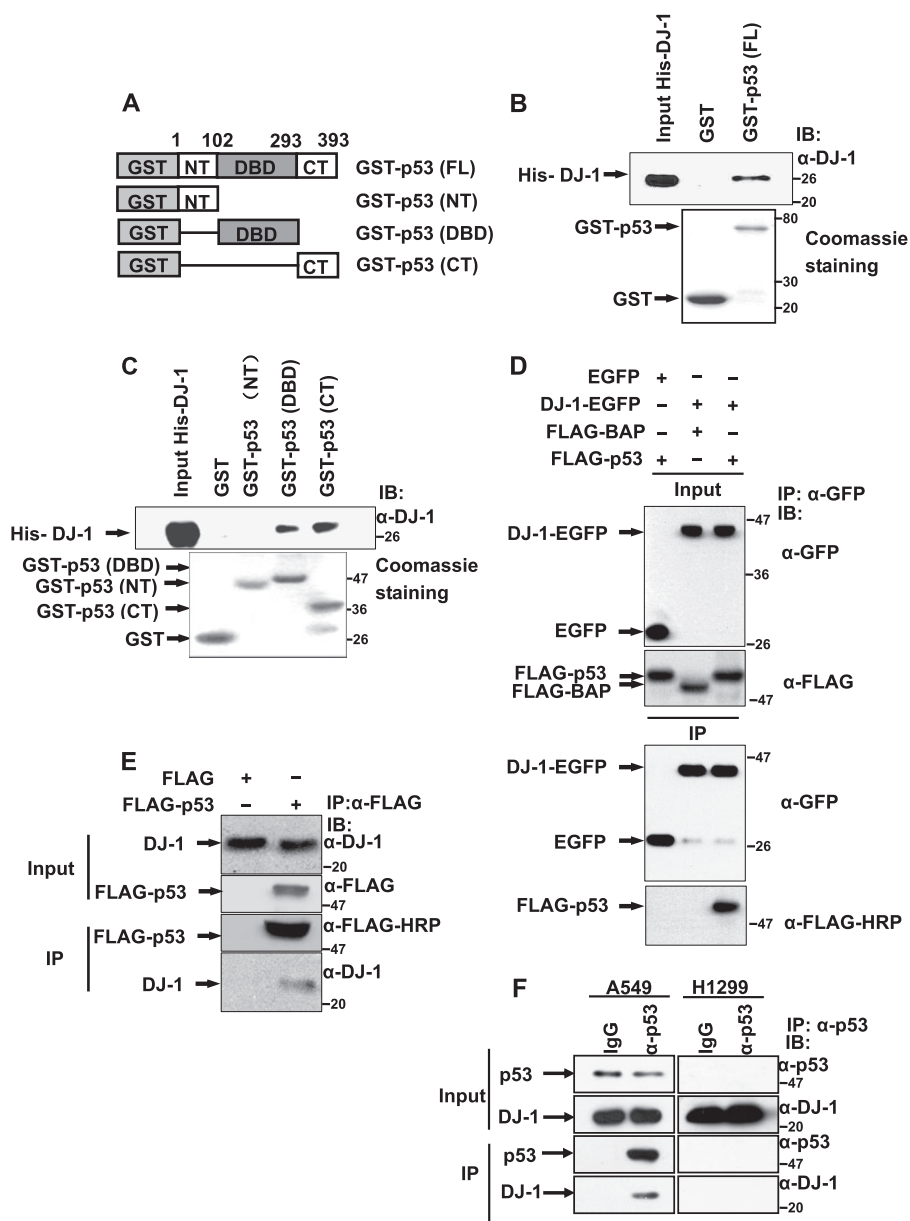 A
1 102 293 393
GST NT DBD CT GST-p53 (FL)
GST NT GST-p53 (NT)
GST DBD GST-p53 (DBD)
GST CT GST-p53 (CT)
B
Input His-DJ-1
GST
GST-p53 (FL)
IB:
α-DJ-1
His- DJ-1
26
20
GST-p53
80
Coomassie
staining
30
GST
20
C
Input His-DJ-1
GST
GST-p53 (NT)
GST-p53 (DBD)
GST-p53 (CT)
IB:
α-DJ-1
His- DJ-1
26
GST-p53 (DBD)
GST-p53 (NT)
GST-p53 (CT)
GST
47
36
26
Coomassie
staining
D
EGFP + − −
DJ-1-EGFP − + +
FLAG-BAP − + −
FLAG-p53 + − +
Input
IP: α-GFP
IB:
DJ-1-EGFP
47
α-GFP
36
EGFP
26
FLAG-p53
FLAG-BAP
α-FLAG
47
IP
DJ-1-EGFP
47
α-GFP
EGFP
26
FLAG-p53
47
α-FLAG-HRP
E
FLAG + −
FLAG-p53 − +
IP:α-FLAG
IB:
Input
DJ-1
α-DJ-1
20
FLAG-p53
α-FLAG
47
IP
FLAG-p53
α-FLAG-HRP
47
DJ-1
α-DJ-1
20
F
A549 H1299
IgG
α-p53
IgG
α-p53
IP: α-p53
IB:
Input
p53
α-p53
47
DJ-1
α-DJ-1
20
IP
p53
α-p53
47
DJ-1
α-DJ-1
20